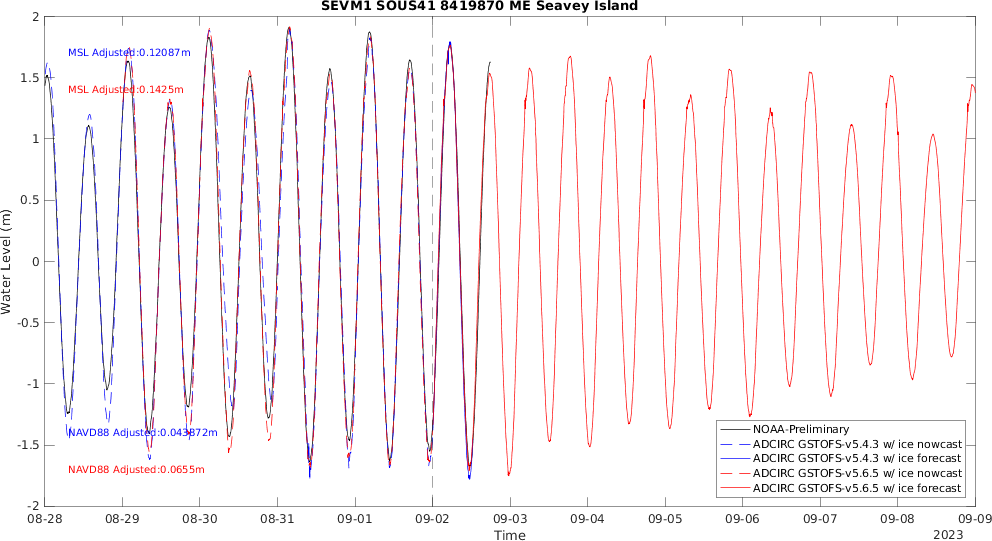 SEVM1 SOUS41 8419870 ME Seavey Island
2
1.5
1
0.5
0
-0.5
-1
-1.5
-2
Water Level (m)
MSL Adjusted:0.12087m
MSL Adjusted:0.1425m
NAVD88 Adjusted:0.043872m
NAVD88 Adjusted:0.0655m
NOAA-Preliminary
ADCIRC GSTOFS-v5.4.3 w/ ice nowcast
ADCIRC GSTOFS-v5.4.3 w/ ice forecast
ADCIRC GSTOFS-v5.6.5 w/ ice nowcast
ADCIRC GSTOFS-v5.6.5 w/ ice forecast
08-28 08-29 08-30 08-31 09-01 09-02 09-03 09-04 09-05 09-06 09-07 09-08 09-09
Time
2023